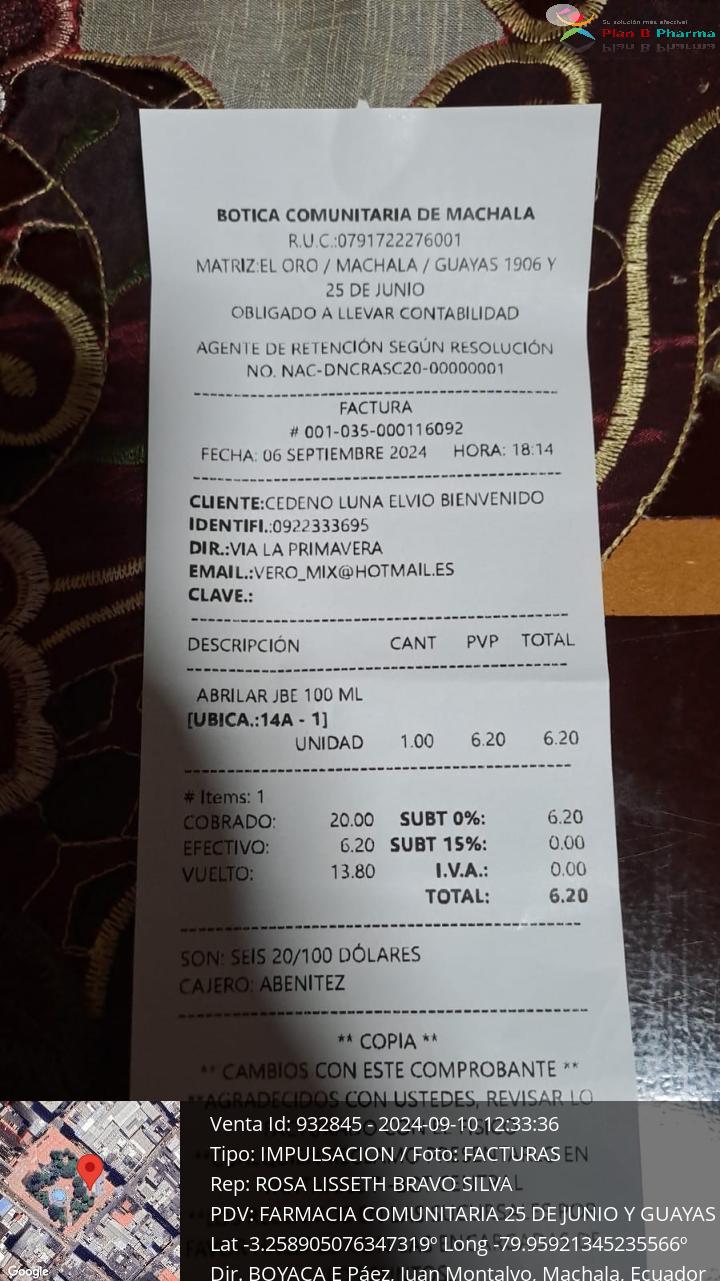 Su solución más efectiva!
Plan B Pharma
BOTICA COMUNITARIA DE MACHALA
R.U.C.:0791722276001
MATRIZ:EL ORO / MACHALA / GUAYAS 1906 Y
25 DE JUNIO
OBLIGADO A LLEVAR CONTABILIDAD
AGENTE DE RETENCIÓN SEGÚN RESOLUCIÓN
NO. NAC-DNCRASC20-00000001
FACTURA
# 001-035-000116092
FECHA: 06 SEPTIEMBRE 2024 HORA: 18:14
CLIENTE:CEDENO LUNA ELVIO BIENVENIDO
IDENTIFI.:0922333695
DIR.:VIA LA PRIMAVERA
EMAIL.:VERO_MIX@HOTMAIL.ES
CLAVE.:
DESCRIPCIÓN CANT PVP TOTAL
ABRILAR JBE 100 ML
[UBICA.:14A - 1]
UNIDAD 1.00 6.20 6.20
# Items: 1
COBRADO: 20.00 SUBT 0%: 6.20
EFECTIVO: 6.20 SUBT 15%: 0.00
VUELTO: 13.80 I.V.A.: 0.00
TOTAL: 6.20
SON: SEIS 20/100 DÓLARES
CAJERO: ABENITEZ
** COPIA **
** CAMBIOS CON ESTE COMPROBANTE **
**AGRADECIDOS CON USTEDES, REVISAR LO
Venta Id: 932845 - 2024-09-10 12:33:36
Tipo: IMPULSACION / Foto: FACTURAS
Rep: ROSA LISSETH BRAVO SILVA
PDV: FARMACIA COMUNITARIA 25 DE JUNIO Y GUAYAS
Lat -3.258905076347319º Long -79.95921345235566º
Dir. BOYACA E Páez, Juan Montalvo, Machala, Ecuador
Google